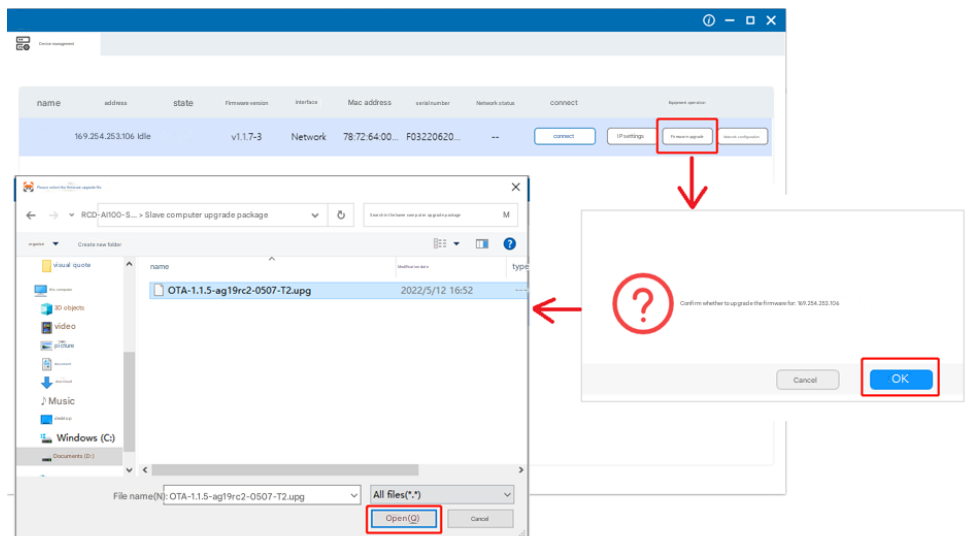 Device management
name address state Firmware version interface Mac address serial number Network status connect Equipment operation
169.254.253.106 Idle v1.1.7-3 Network 78:72:64:00... F03220620... -- connect IP settings Firmware upgrade Network configuration
Please select the firmware upgrade file
RCD-AI100-S... > Slave computer upgrade package
Search in the lower computer upgrade package
M
organize
Create new folder
visual quote
this computer
3D objects
video
picture
document
download
Music
desktop
Windows (C:)
Documents (D:)
name
Modification date
type
OTA-1.1.5-ag19rc2-0507-T2.upg
2022/5/12 16:52
File name(N): OTA-1.1.5-ag19rc2-0507-T2.upg
All files(*.*)
Open(Q)
Cancel
Confirm whether to upgrade the firmware for: 169.254.253.106
Cancel
OK